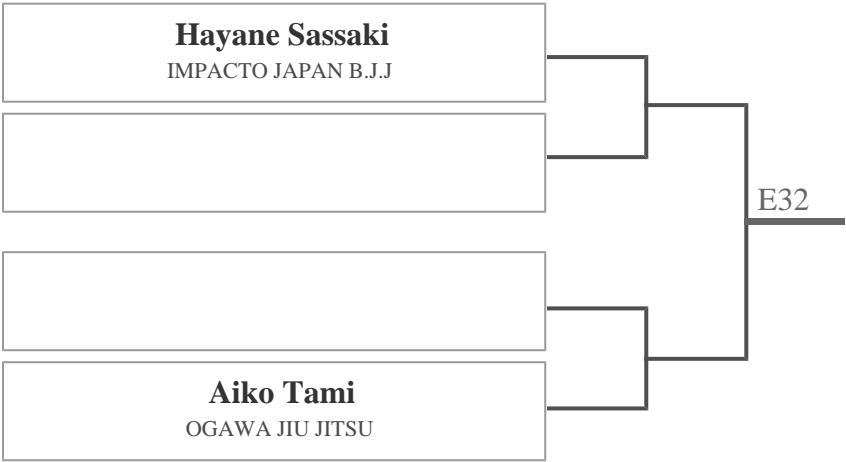 Hayane Sassaki
IMPACTO JAPAN B.J.J
E32
Aiko Tami
OGAWA JIU JITSU